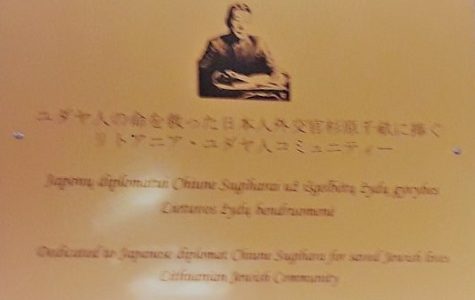 ユダヤ人の命を救った日本人外交官杉原千畝に捧ぐ
リトアニア・ユダヤ人コミュニティー
Japonų diplomatui Chiune Sugiharai už išgelbėtų žydų gyvybes
Lietuvos žydų bendruomenė
Dedicated to Japanese diplomat Chiune Sugihara for saved Jewish lives
Lithuanian Jewish Community